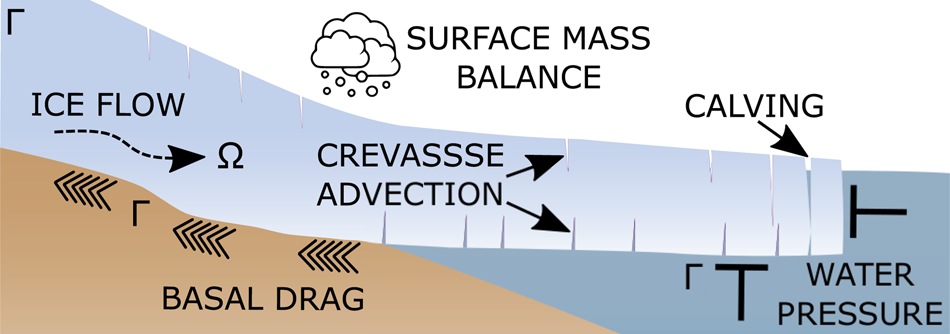 Γ
SURFACE MASS
BALANCE
ICE FLOW
Ω
CALVING
CREVASSSE
ADVECTION
Γ
BASAL DRAG
Γ
WATER
PRESSURE